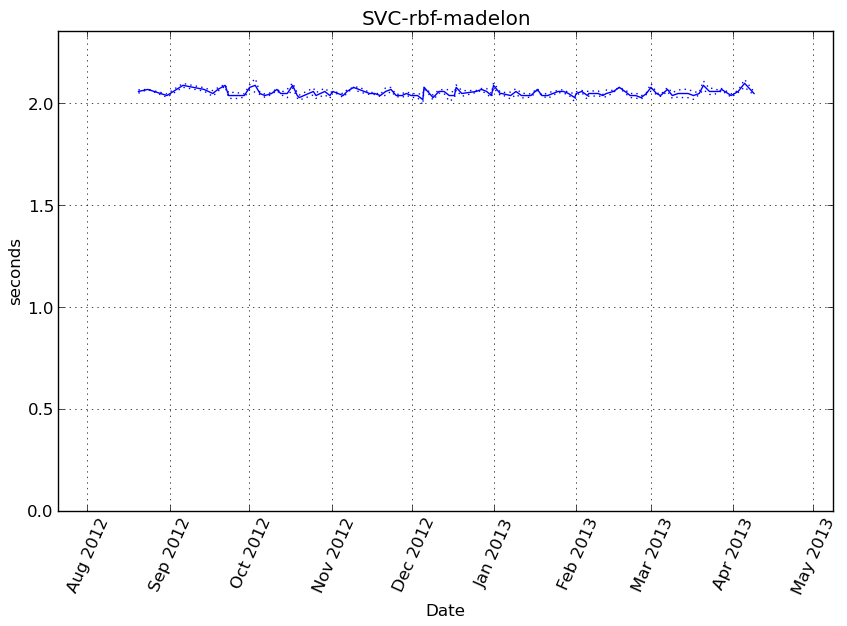 SVC-rbf-madelon
2.0
1.5
1.0
0.5
0.0
seconds
Aug 2012
Sep 2012
Oct 2012
Nov 2012
Dec 2012
Jan 2013
Feb 2013
Mar 2013
Apr 2013
May 2013
Date